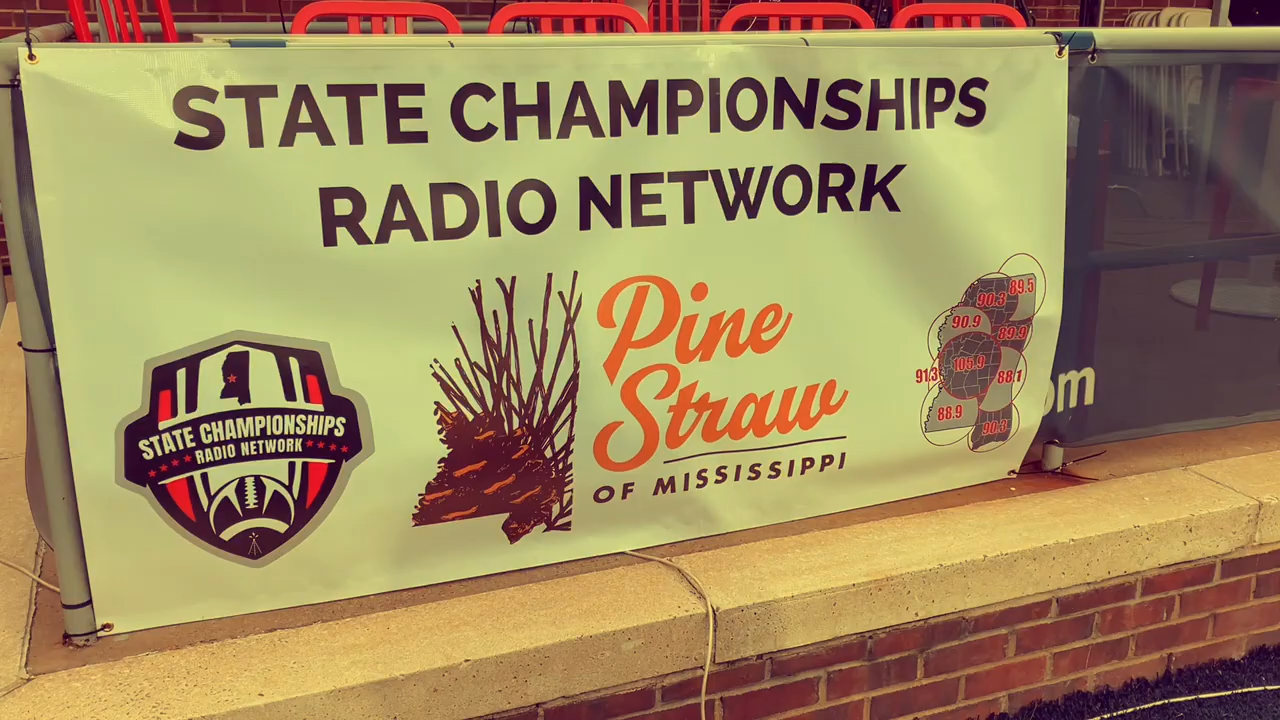 STATE CHAMPIONSHIPS
RADIO NETWORK
STATE CHAMPIONSHIPS
RADIO NETWORK
Pine
Straw
OF MISSISSIPPI
89.5
90.3
90.9
89.9
105.9
91.3
88.1
88.9
90.3
om